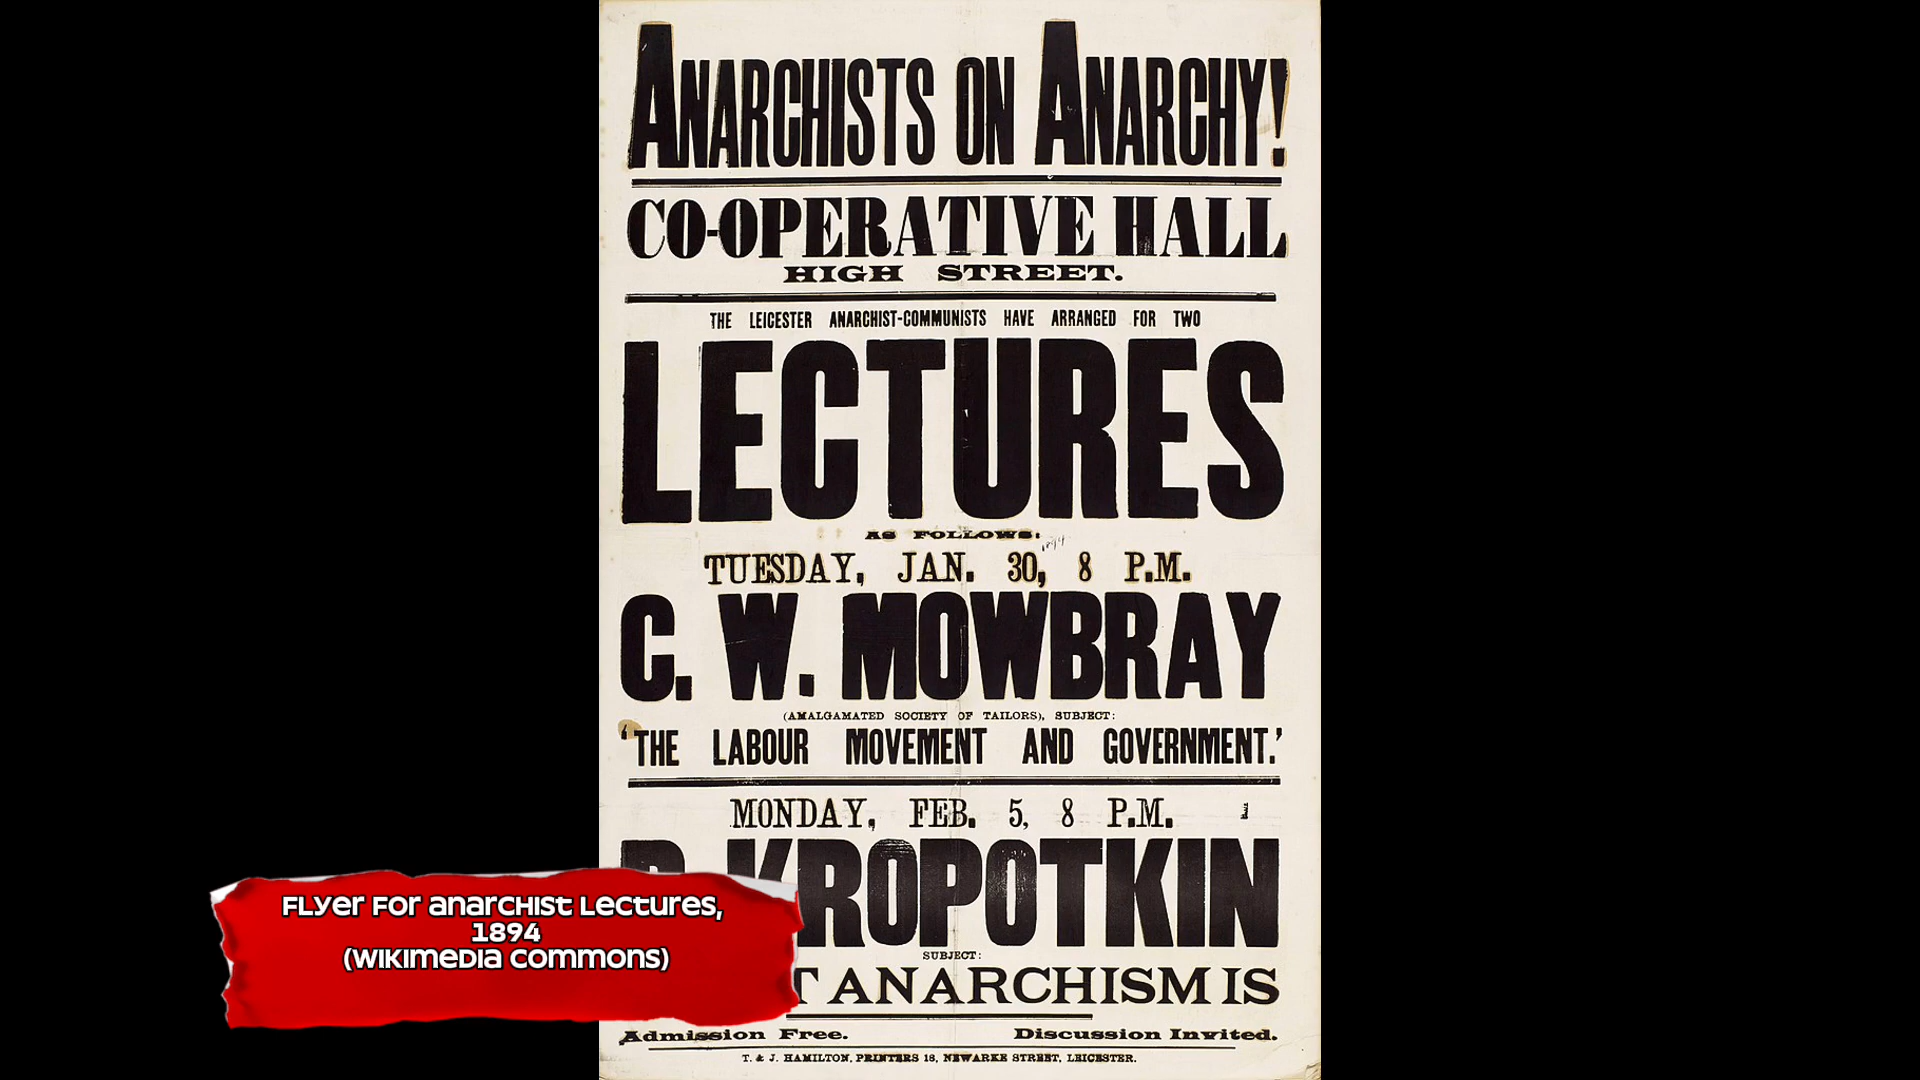 ANARCHISTS ON ANARCHY!
CO-OPERATIVE HALL
HIGH STREET.
THE LEICESTER ANARCHIST-COMMUNISTS HAVE ARRANGED FOR TWO
LECTURES
AS FOLLOWS:
1894
TUESDAY, JAN. 30, 8 P.M.
C. W. MOWBRAY
(AMALGAMATED SOCIETY OF TAILORS), SUBJECT:
'THE LABOUR MOVEMENT AND GOVERNMENT.'
MONDAY, FEB. 5, 8 P.M.
KROPOTKIN
SUBJECT:
ANARCHISM IS
Admission Free. Discussion Invited.
T. & J. HAMILTON, PRINTERS 18, NEWARKE STREET, LEICESTER.
Flyer for anarchist lectures,
1894
(wikimedia commons)